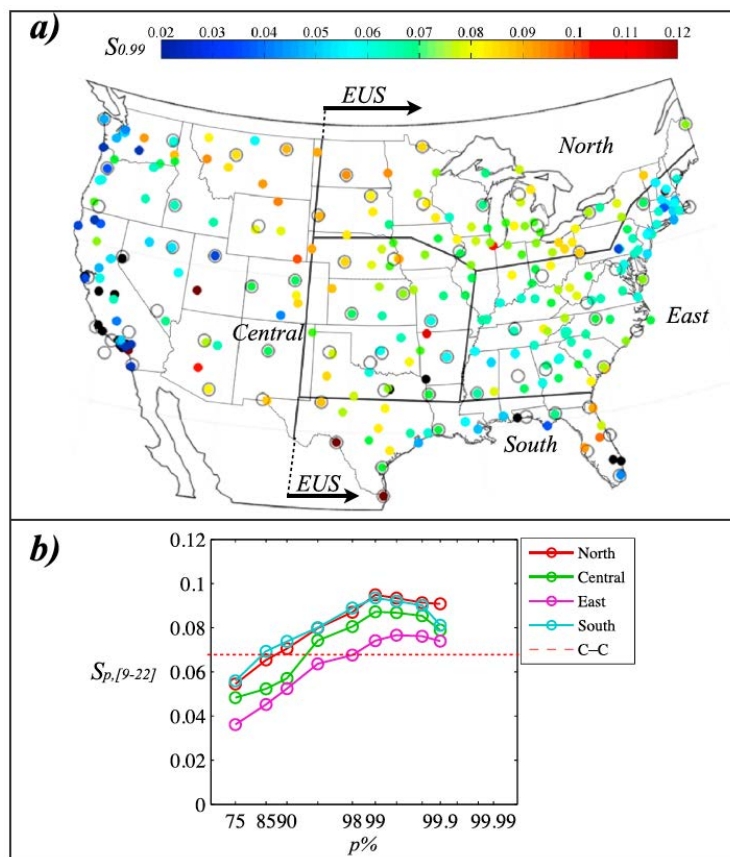 a)
S0.99
0.02 0.03 0.04 0.05 0.06 0.07 0.08 0.09 0.1 0.11 0.12
EUS
North
East
Central
South
EUS
b)
0.12
0.1
0.08
0.06
0.04
0.02
0
Sp,[9-22]
75 8590 9899 99.9 99.99
p%
North
Central
East
South
C–C